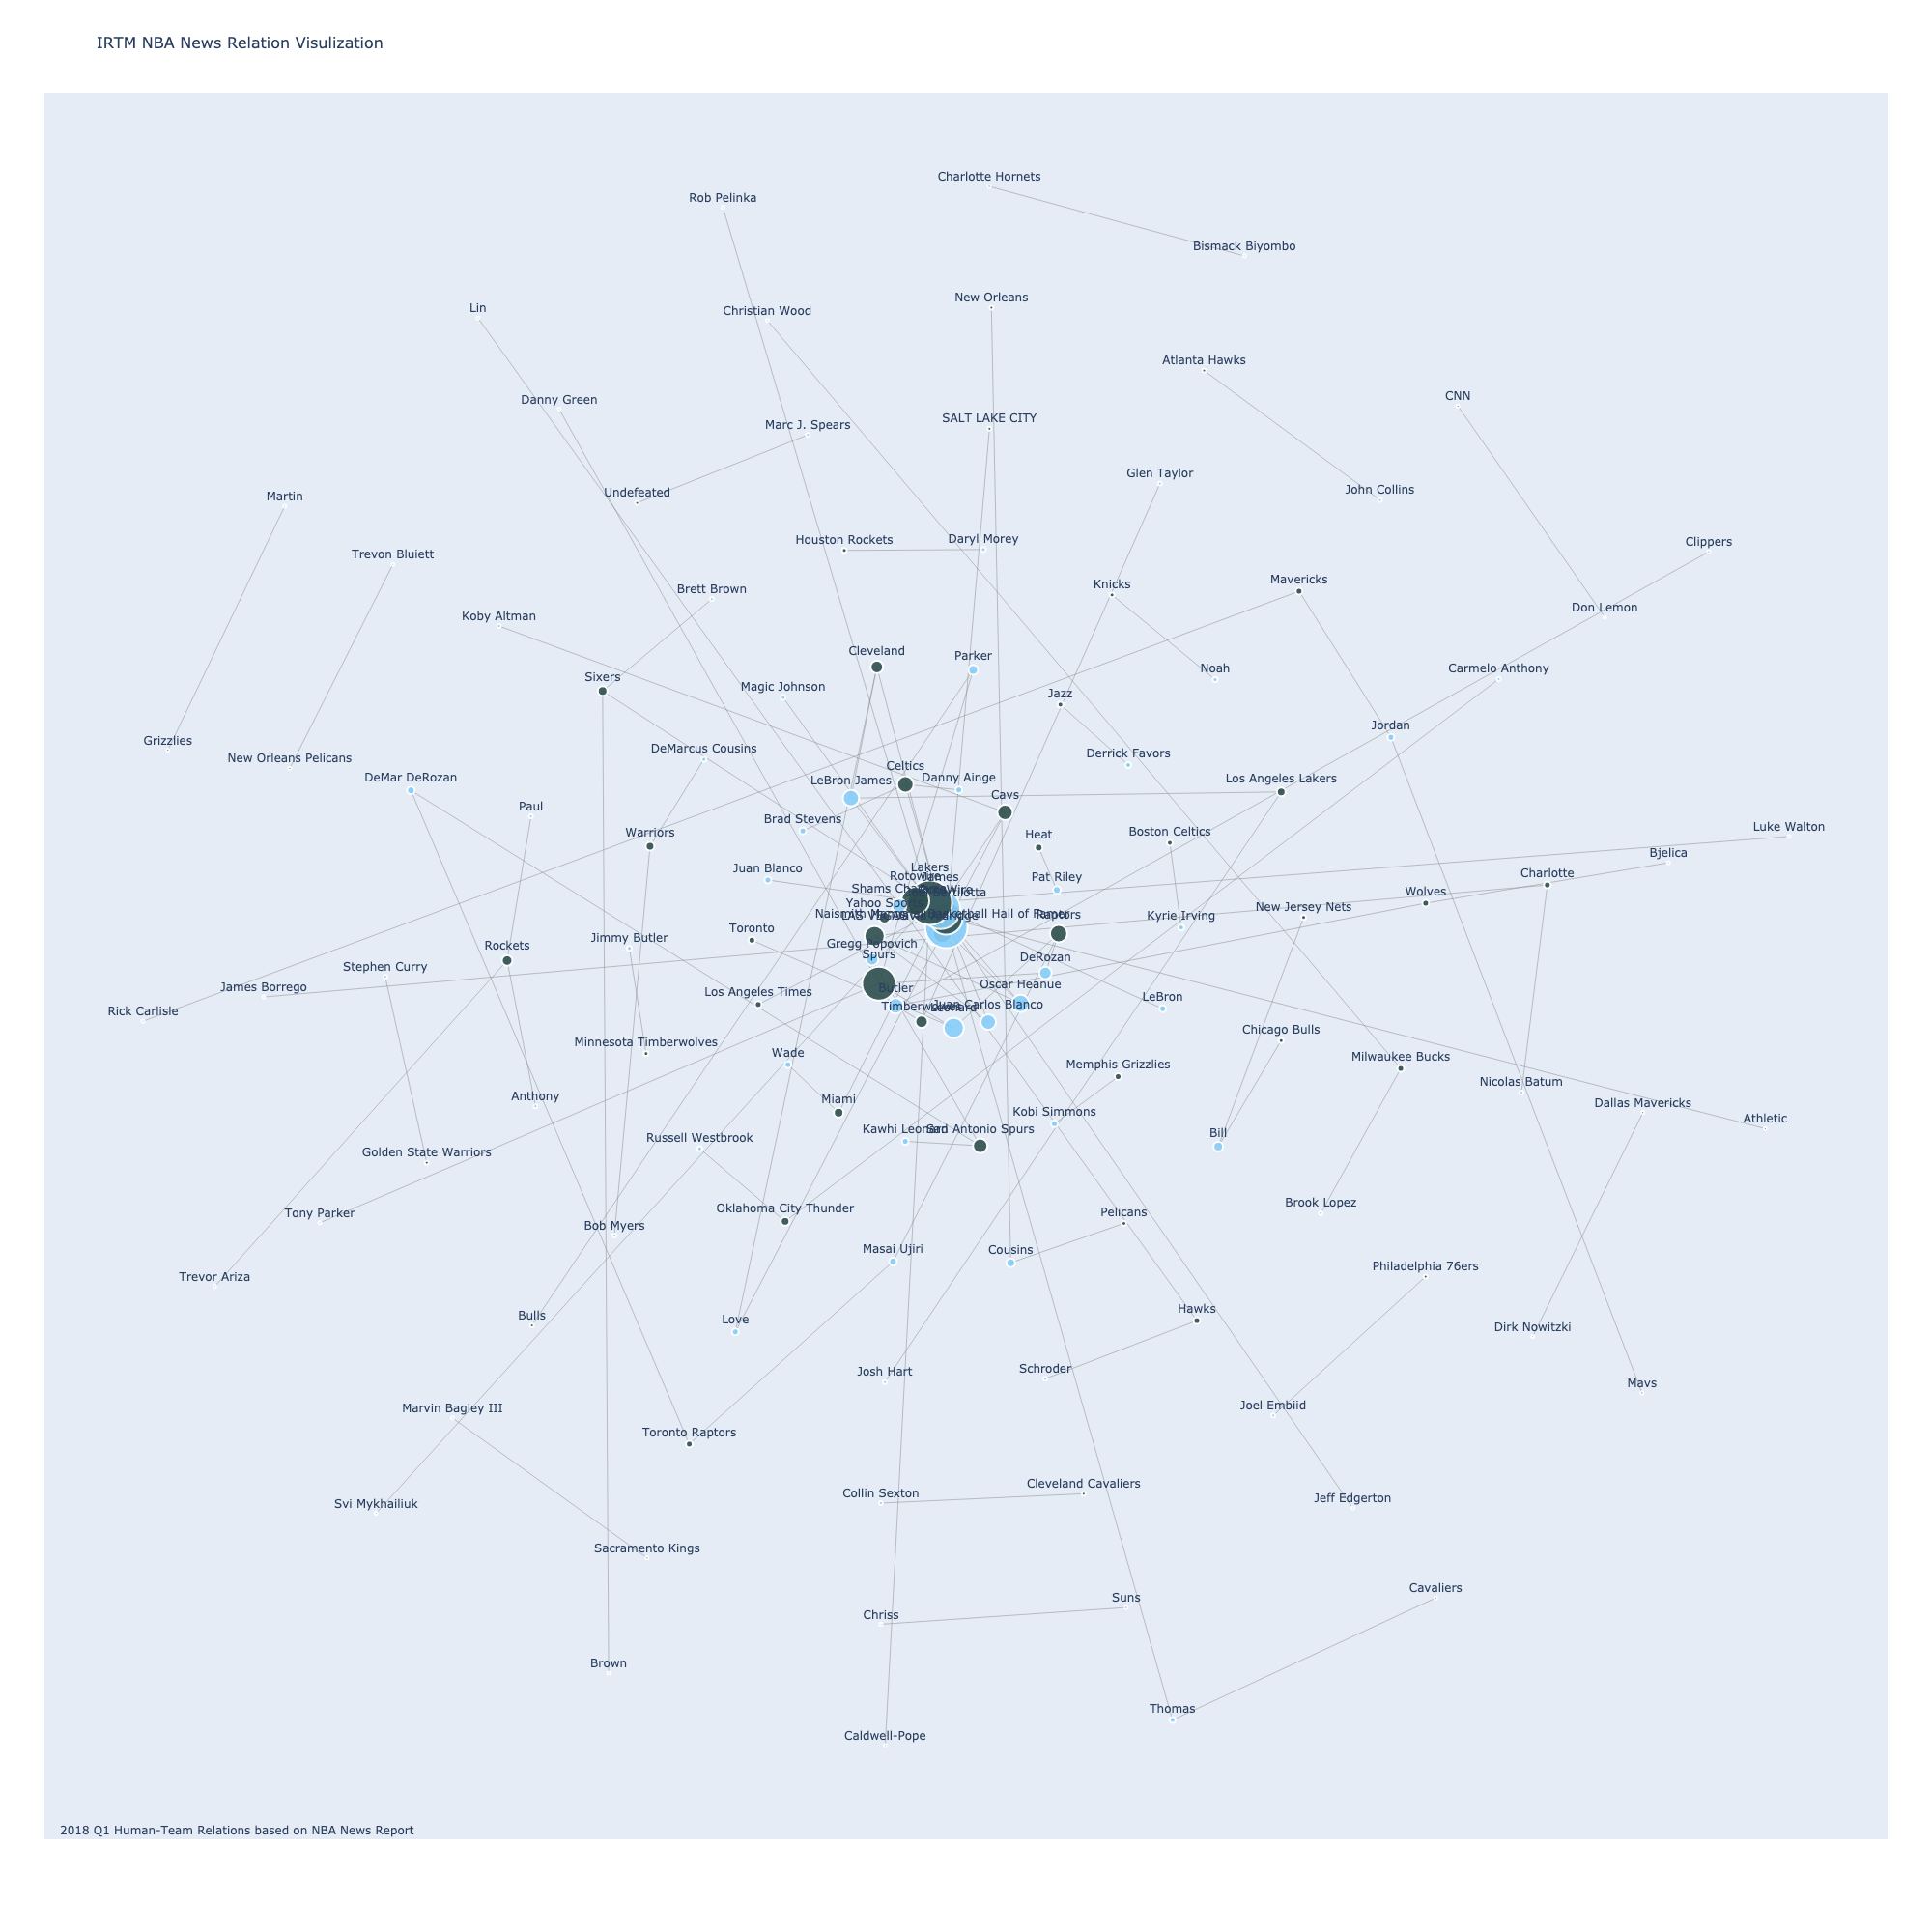 IRTM NBA News Relation Visulization
Charlotte Hornets
Rob Pelinka
Bismack Biyombo
New Orleans
Lin
Christian Wood
Atlanta Hawks
CNN
Danny Green
SALT LAKE CITY
Marc J. Spears
Glen Taylor
John Collins
Undefeated
Martin
Houston Rockets
Daryl Morey
Clippers
Trevon Bluiett
Mavericks
Knicks
Brett Brown
Don Lemon
Koby Altman
Cleveland
Parker
Noah
Carmelo Anthony
Sixers
Magic Johnson
Jazz
Jordan
Grizzlies
DeMarcus Cousins
Derrick Favors
New Orleans Pelicans
Celtics
DeMar DeRozan
LeBron James
Danny Ainge
Los Angeles Lakers
Cavs
Paul
Brad Stevens
Luke Walton
Warriors
Heat
Boston Celtics
Bjelica
Juan Blanco
Lakers
Charlotte
Rotowire
James
Pat Riley
Wolves
Shams Charania
Yahoo Sports
New Jersey Nets
Naismith Memorial Basketball Hall of Fame
Raptors
Kyrie Irving
Toronto
Jimmy Butler
Rockets
Gregg Popovich
Spurs
DeRozan
Stephen Curry
James Borrego
Butler
Oscar Heanue
Los Angeles Times
LeBron
Timberwolves
Leonard
Juan Carlos Blanco
Rick Carlisle
Chicago Bulls
Minnesota Timberwolves
Wade
Milwaukee Bucks
Memphis Grizzlies
Nicolas Batum
Anthony
Miami
Dallas Mavericks
Kobi Simmons
Athletic
Kawhi Leonard
San Antonio Spurs
Bill
Russell Westbrook
Golden State Warriors
Brook Lopez
Oklahoma City Thunder
Tony Parker
Pelicans
Bob Myers
Masai Ujiri
Cousins
Philadelphia 76ers
Trevor Ariza
Hawks
Bulls
Love
Dirk Nowitzki
Josh Hart
Schroder
Mavs
Marvin Bagley III
Joel Embiid
Toronto Raptors
Cleveland Cavaliers
Collin Sexton
Jeff Edgerton
Svi Mykhailiuk
Sacramento Kings
Cavaliers
Suns
Chriss
Brown
Thomas
Caldwell-Pope
2018 Q1 Human-Team Relations based on NBA News Report